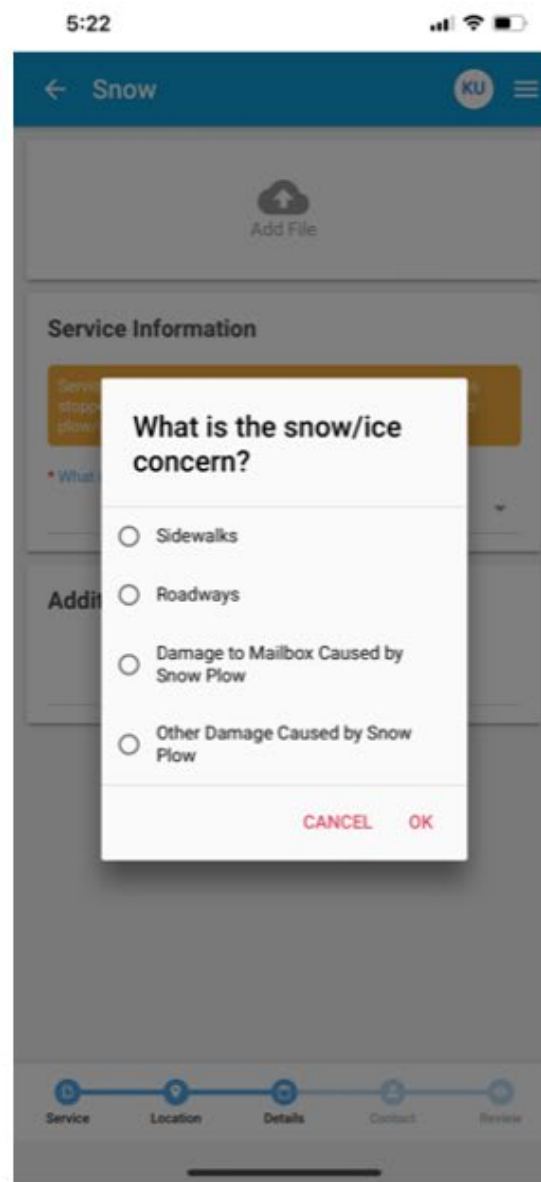 5:22
Snow
KU
Add File
Service Information
What is the snow/ice
concern?
* What
Sidewalks
Roadways
Damage to Mailbox Caused by
Snow Plow
Other Damage Caused by Snow
Plow
CANCEL OK
Service Location Details Contact Review